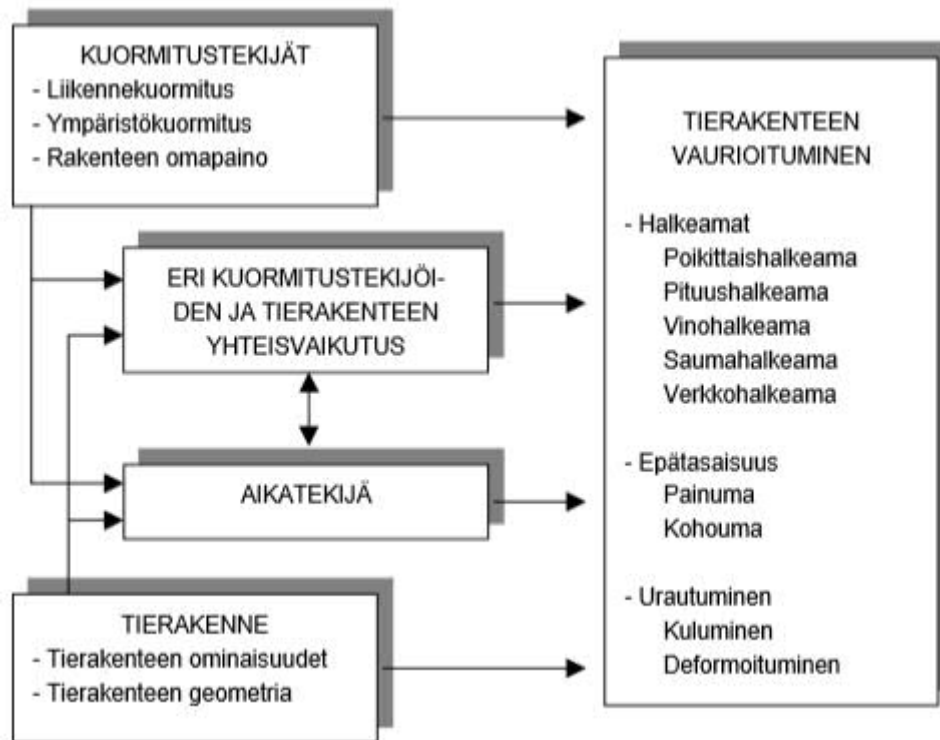 KUORMITUSTEKIJÄT
- Liikennekuormitus
- Ympäristökuormitus
- Rakenteen omapaino
ERI KUORMITUSTEKIJÖI-
DEN JA TIERAKENTEEN
YHTEISVAIKUTUS
AIKATEKIJÄ
TIERAKENNE
- Tierakenteen ominaisuudet
- Tierakenteen geometria
TIERAKENTEEN
VAURIOITUMINEN
- Halkeamat
Poikittaishalkeama
Pituushalkeama
Vinohalkeama
Saumahalkeama
Verkkohalkeama
- Epätasaisuus
Painuma
Kohouma
- Urautuminen
Kuluminen
Deformoituminen